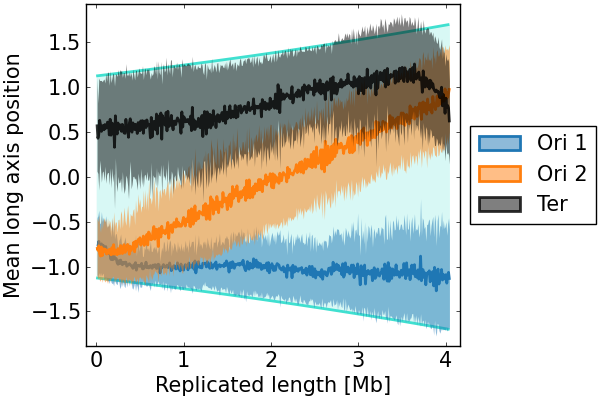 1.5
1.0
0.5
0.0
−0.5
−1.0
−1.5
Mean long axis position
0 1 2 3 4
Replicated length [Mb]
Ori 1
Ori 2
Ter